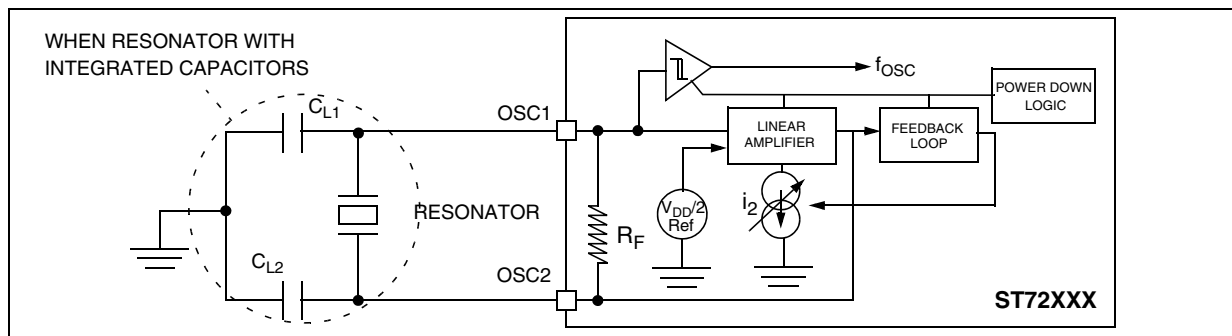 WHEN RESONATOR WITH
INTEGRATED CAPACITORS
CL1
OSC1
fOSC
POWER DOWN
LOGIC
LINEAR
AMPLIFIER
FEEDBACK
LOOP
RESONATOR
RF
VDD/2
Ref
i2
CL2
OSC2
ST72XXX